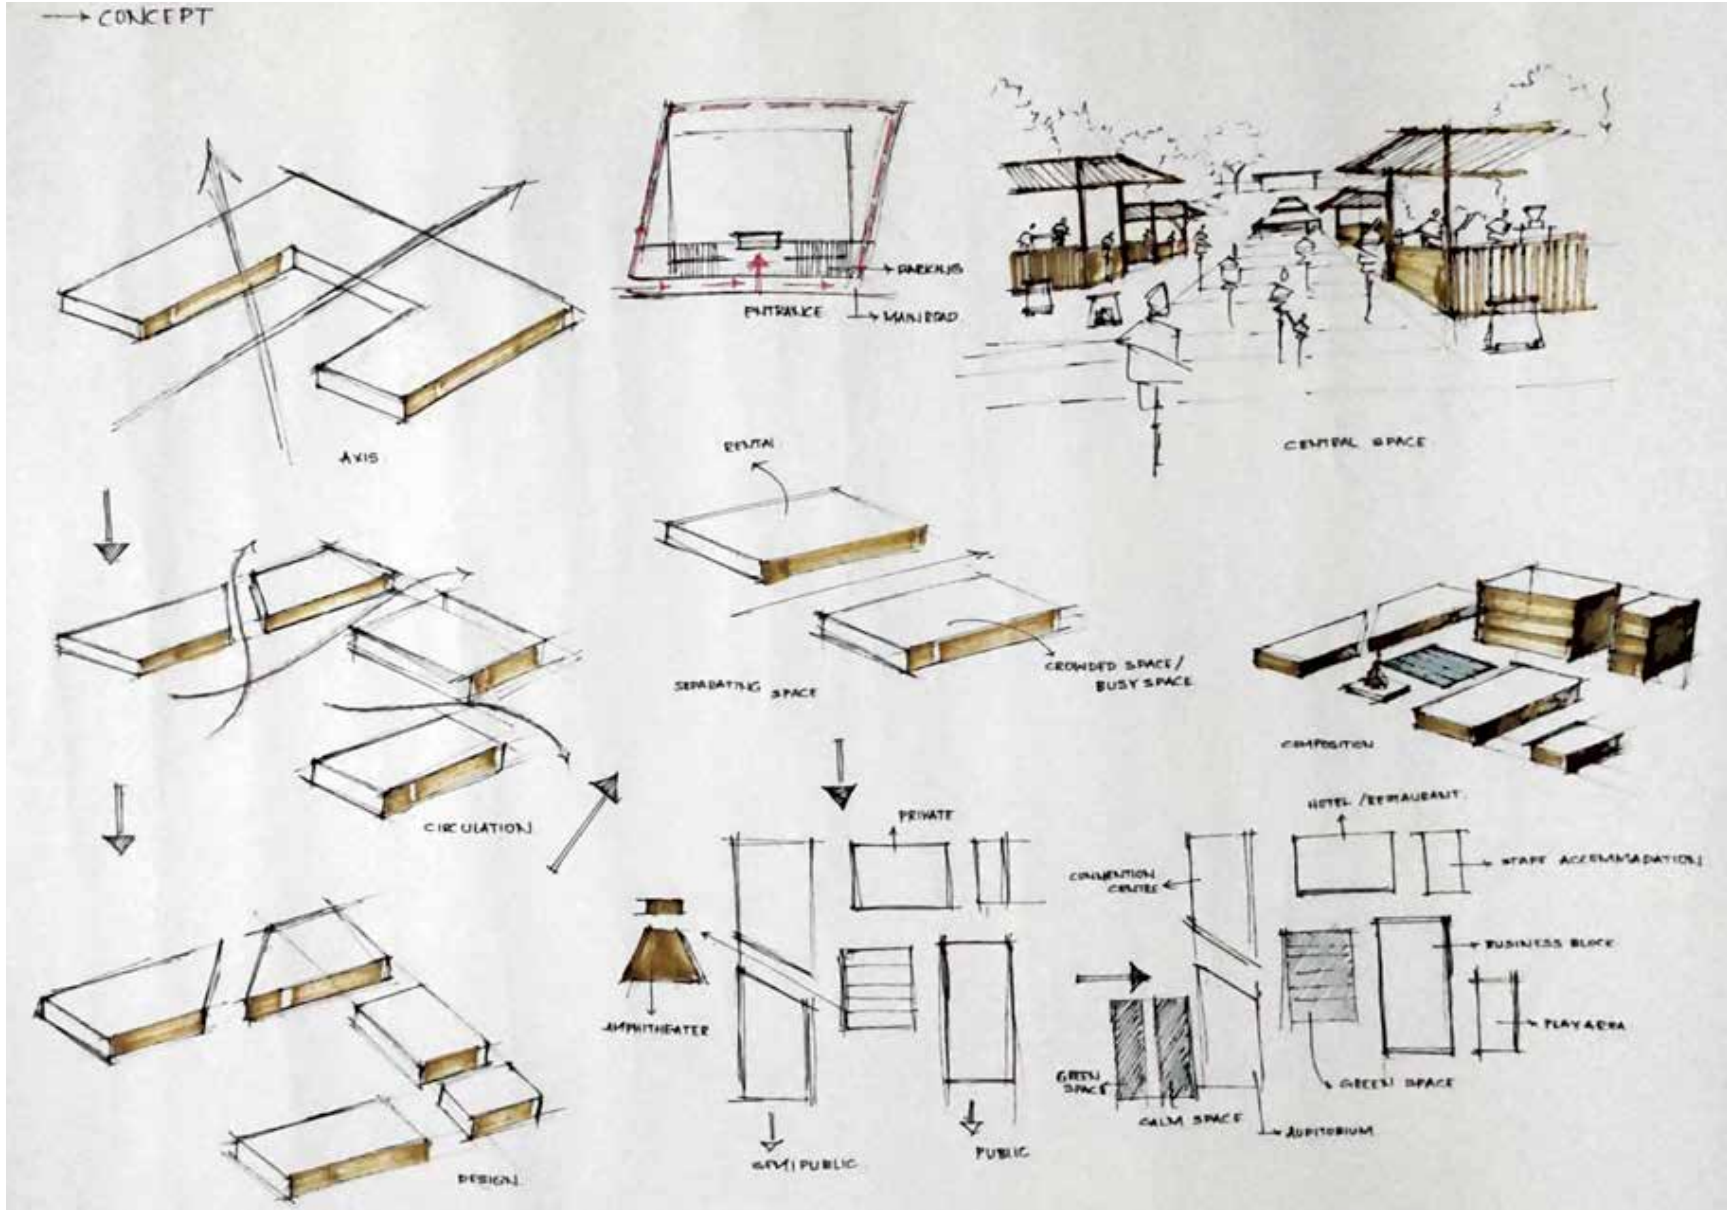 → CONCEPT
PARKING
ENTRANCE
MAIN ROAD
AXIS
RENTAL
CENTRAL SPACE
CIRCULATION
SEPARATING SPACE
CROWDED SPACE/
BUSY SPACE
COMPOSITION
DESIGN
PRIVATE
AMPHITHEATER
SEMIPUBLIC
PUBLIC
HOTEL/RESTAURANT
CONVENTION
CENTRE
STAFF ACCOMMADATION
BUSINESS BLOCK
PLAY AREA
GREEN
SPACE
GREEN SPACE
CALM SPACE
AUDITORIUM